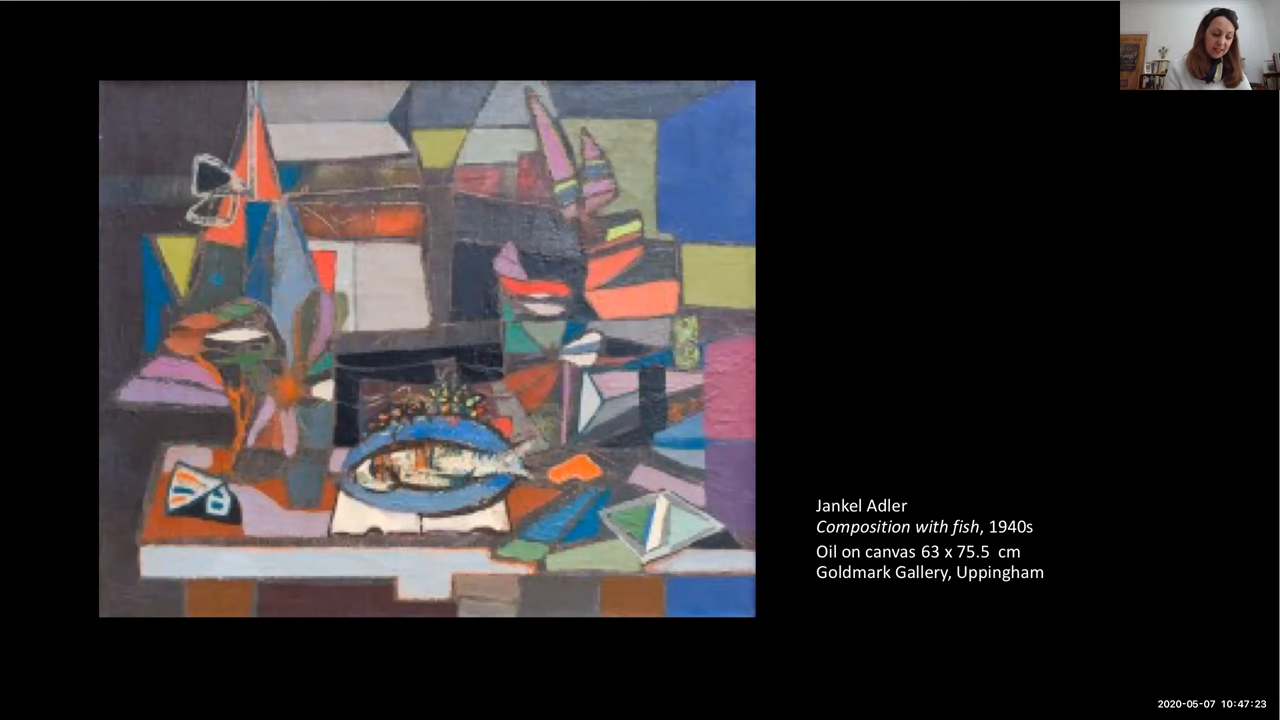 Jankel Adler
Composition with fish, 1940s
Oil on canvas 63 x 75.5 cm
Goldmark Gallery, Uppingham
2020-05-07 10:47:23